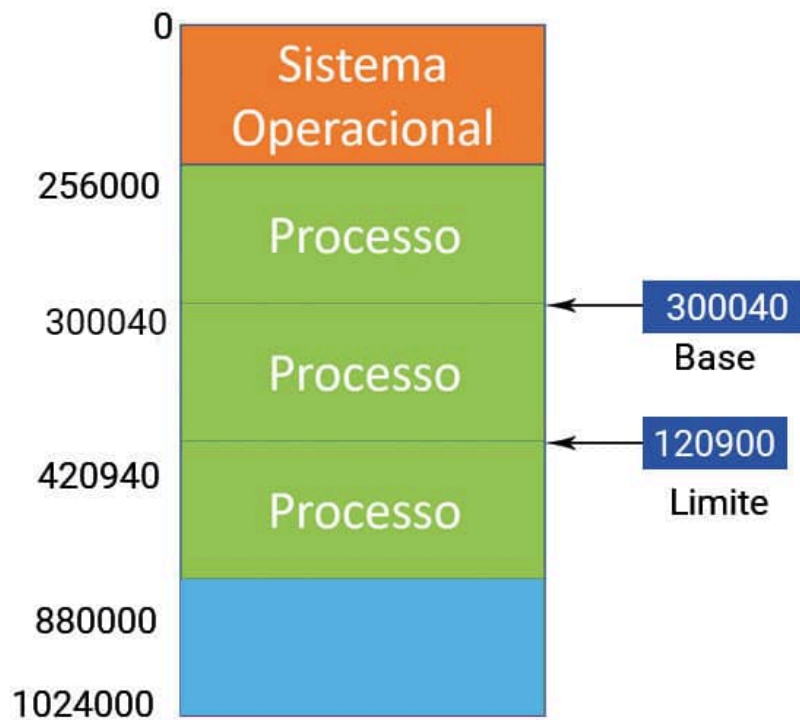 0
Sistema
Operacional
256000
Processo
300040
Base
300040
Processo
120900
Limite
420940
Processo
880000
1024000